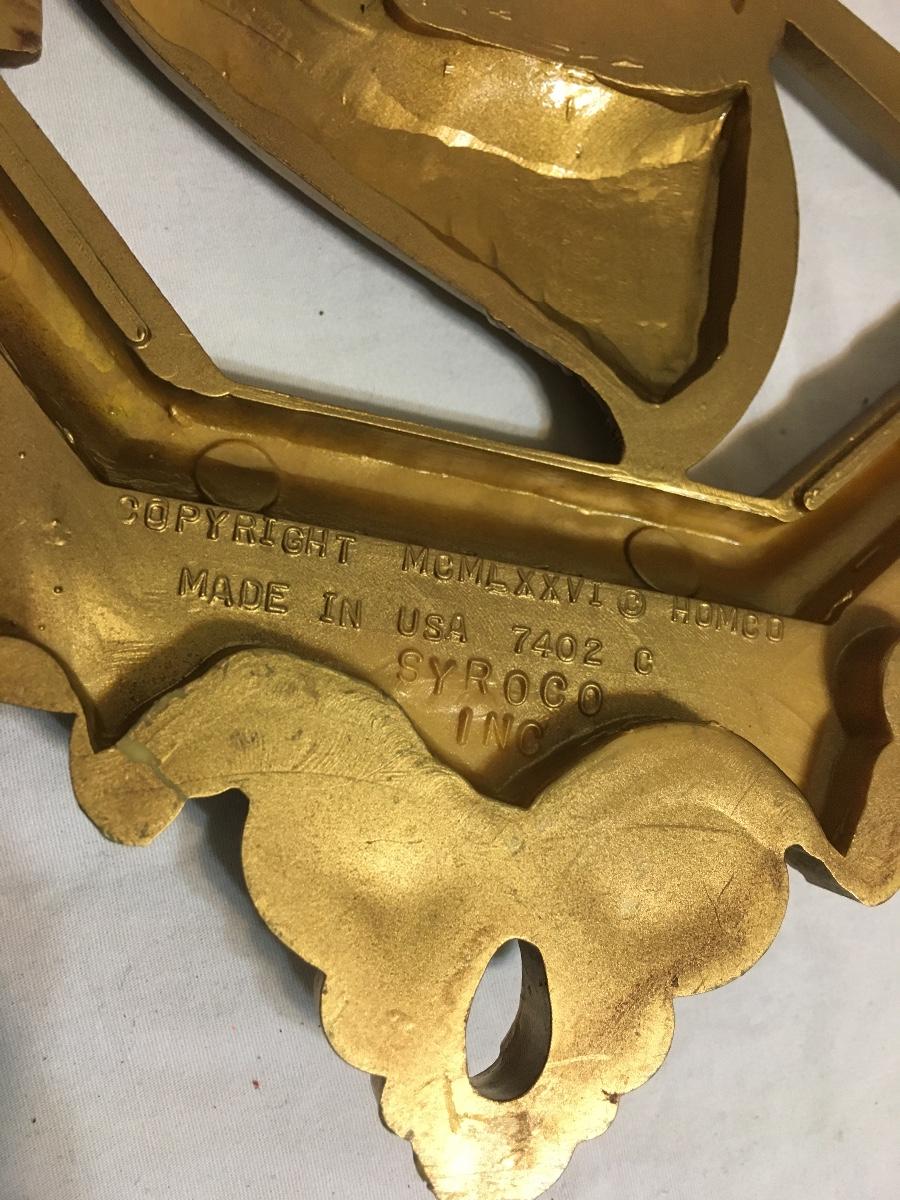 COPYRIGHT MCMLXXVI © HOMCO
MADE IN USA 7402 C
SYROCO
INC